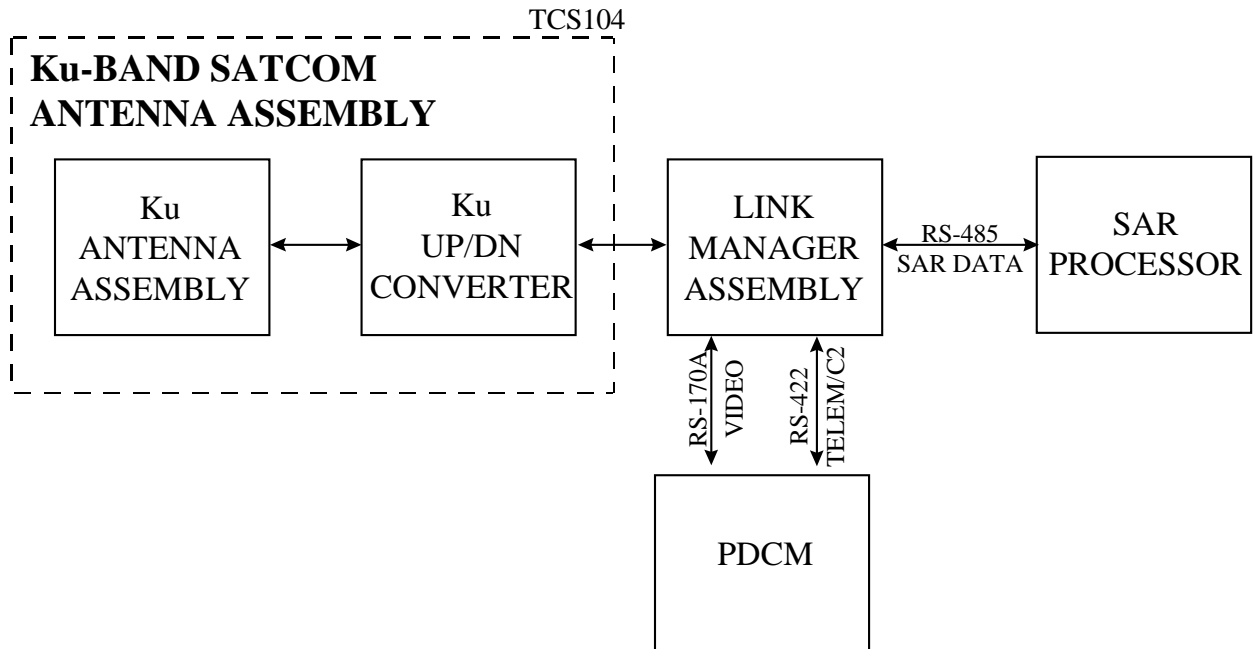 TCS104
Ku-BAND SATCOM
ANTENNA ASSEMBLY
Ku
ANTENNA
ASSEMBLY
Ku
UP/DN
CONVERTER
LINK
MANAGER
ASSEMBLY
RS-485
SAR DATA
SAR
PROCESSOR
RS-170A
VIDEO
RS-422
TELEM/C2
PDCM